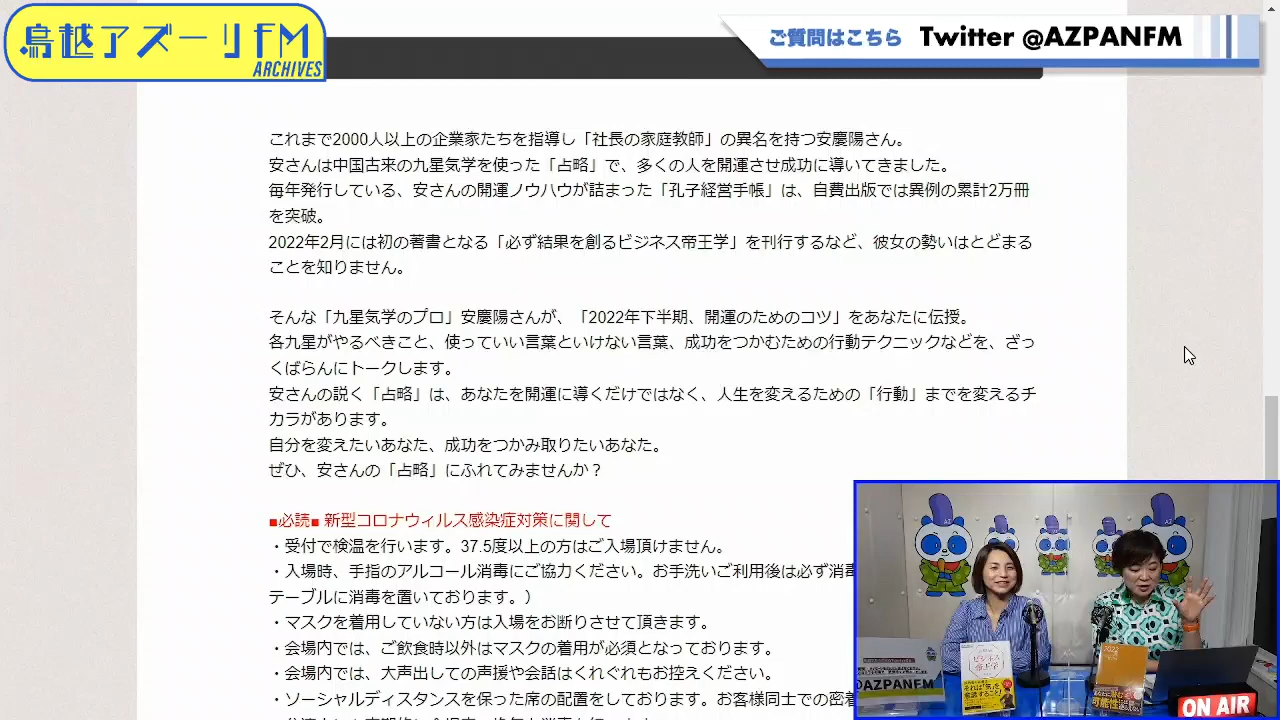 鳥越アズーリFM
ARCHIVES
ご質問はこちら Twitter @AZPANFM
これまで2000人以上の企業家たちを指導し「社長の家庭教師」の異名を持つ安慶陽さん。
安さんは中国古来の九星気学を使った「占略」で、多くの人を開運させ成功に導いてきました。
毎年発行している、安さんの開運ノウハウが詰まった「孔子経営手帳」は、自費出版では異例の累計2万冊
を突破。
2022年2月には初の著書となる「必ず結果を創るビジネス帝王学」を刊行するなど、彼女の勢いはとどまる
ことを知りません。
そんな「九星気学のプロ」安慶陽さんが、「2022年下半期、開運のためのコツ」をあなたに伝授。
各九星がやるべきこと、使っていい言葉といけない言葉、成功をつかむための行動テクニックなどを、ざっ
くばらんにトークします。
安さんの説く「占略」は、あなたを開運に導くだけではなく、人生を変えるための「行動」までを変えるチ
カラがあります。
自分を変えたいあなた、成功をつかみ取りたいあなた。
ぜひ、安さんの「占略」にふれてみませんか？
■必読■ 新型コロナウィルス感染症対策に関して
・受付で検温を行います。37.5度以上の方はご入場頂けません。
・入場時、手指のアルコール消毒にご協力ください。お手洗いご利用後は必ず消毒
テーブルに消毒を置いております。）
・マスクを着用していない方は入場をお断りさせて頂きます。
・会場内では、ご飲食時以外はマスクの着用が必須となっております。
・会場内では、大声出しての声援や会話はくれぐれもお控えください。
・ソーシャルディスタンスを保った席の配置をしております。お客様同士での密着
@AZPANFM
ビジネス
帝王学
2022
ON AIR